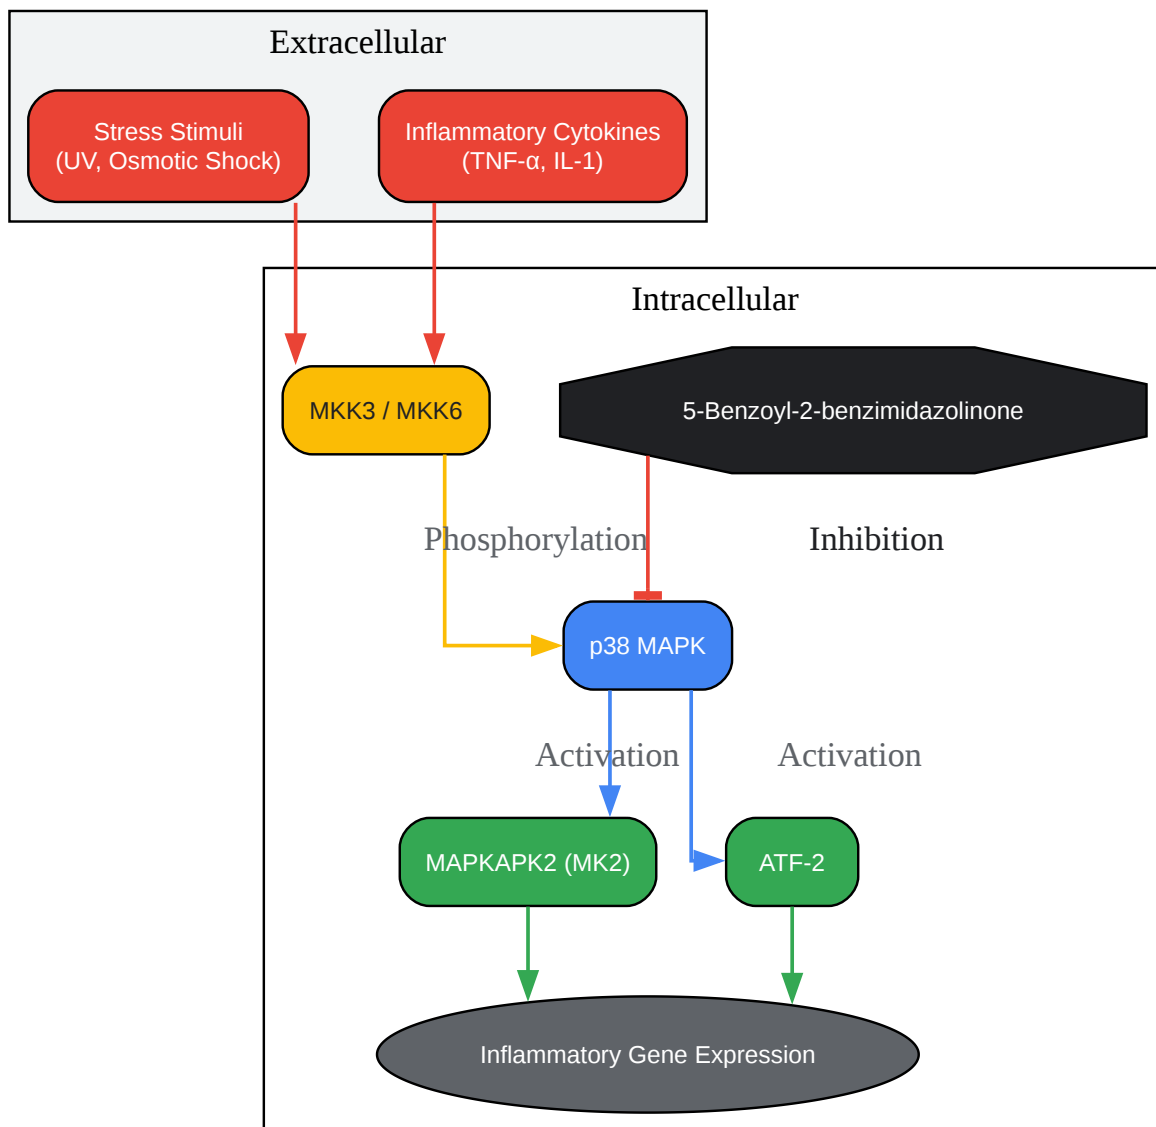 Extracellular
Stress Stimuli
(UV, Osmotic Shock)
Inflammatory Cytokines
(TNF-α, IL-1)
Intracellular
MKK3 / MKK6
5-Benzoyl-2-benzimidazolinone
Phosphorylation
Inhibition
p38 MAPK
Activation
Activation
MAPKAPK2 (MK2)
ATF-2
Inflammatory Gene Expression